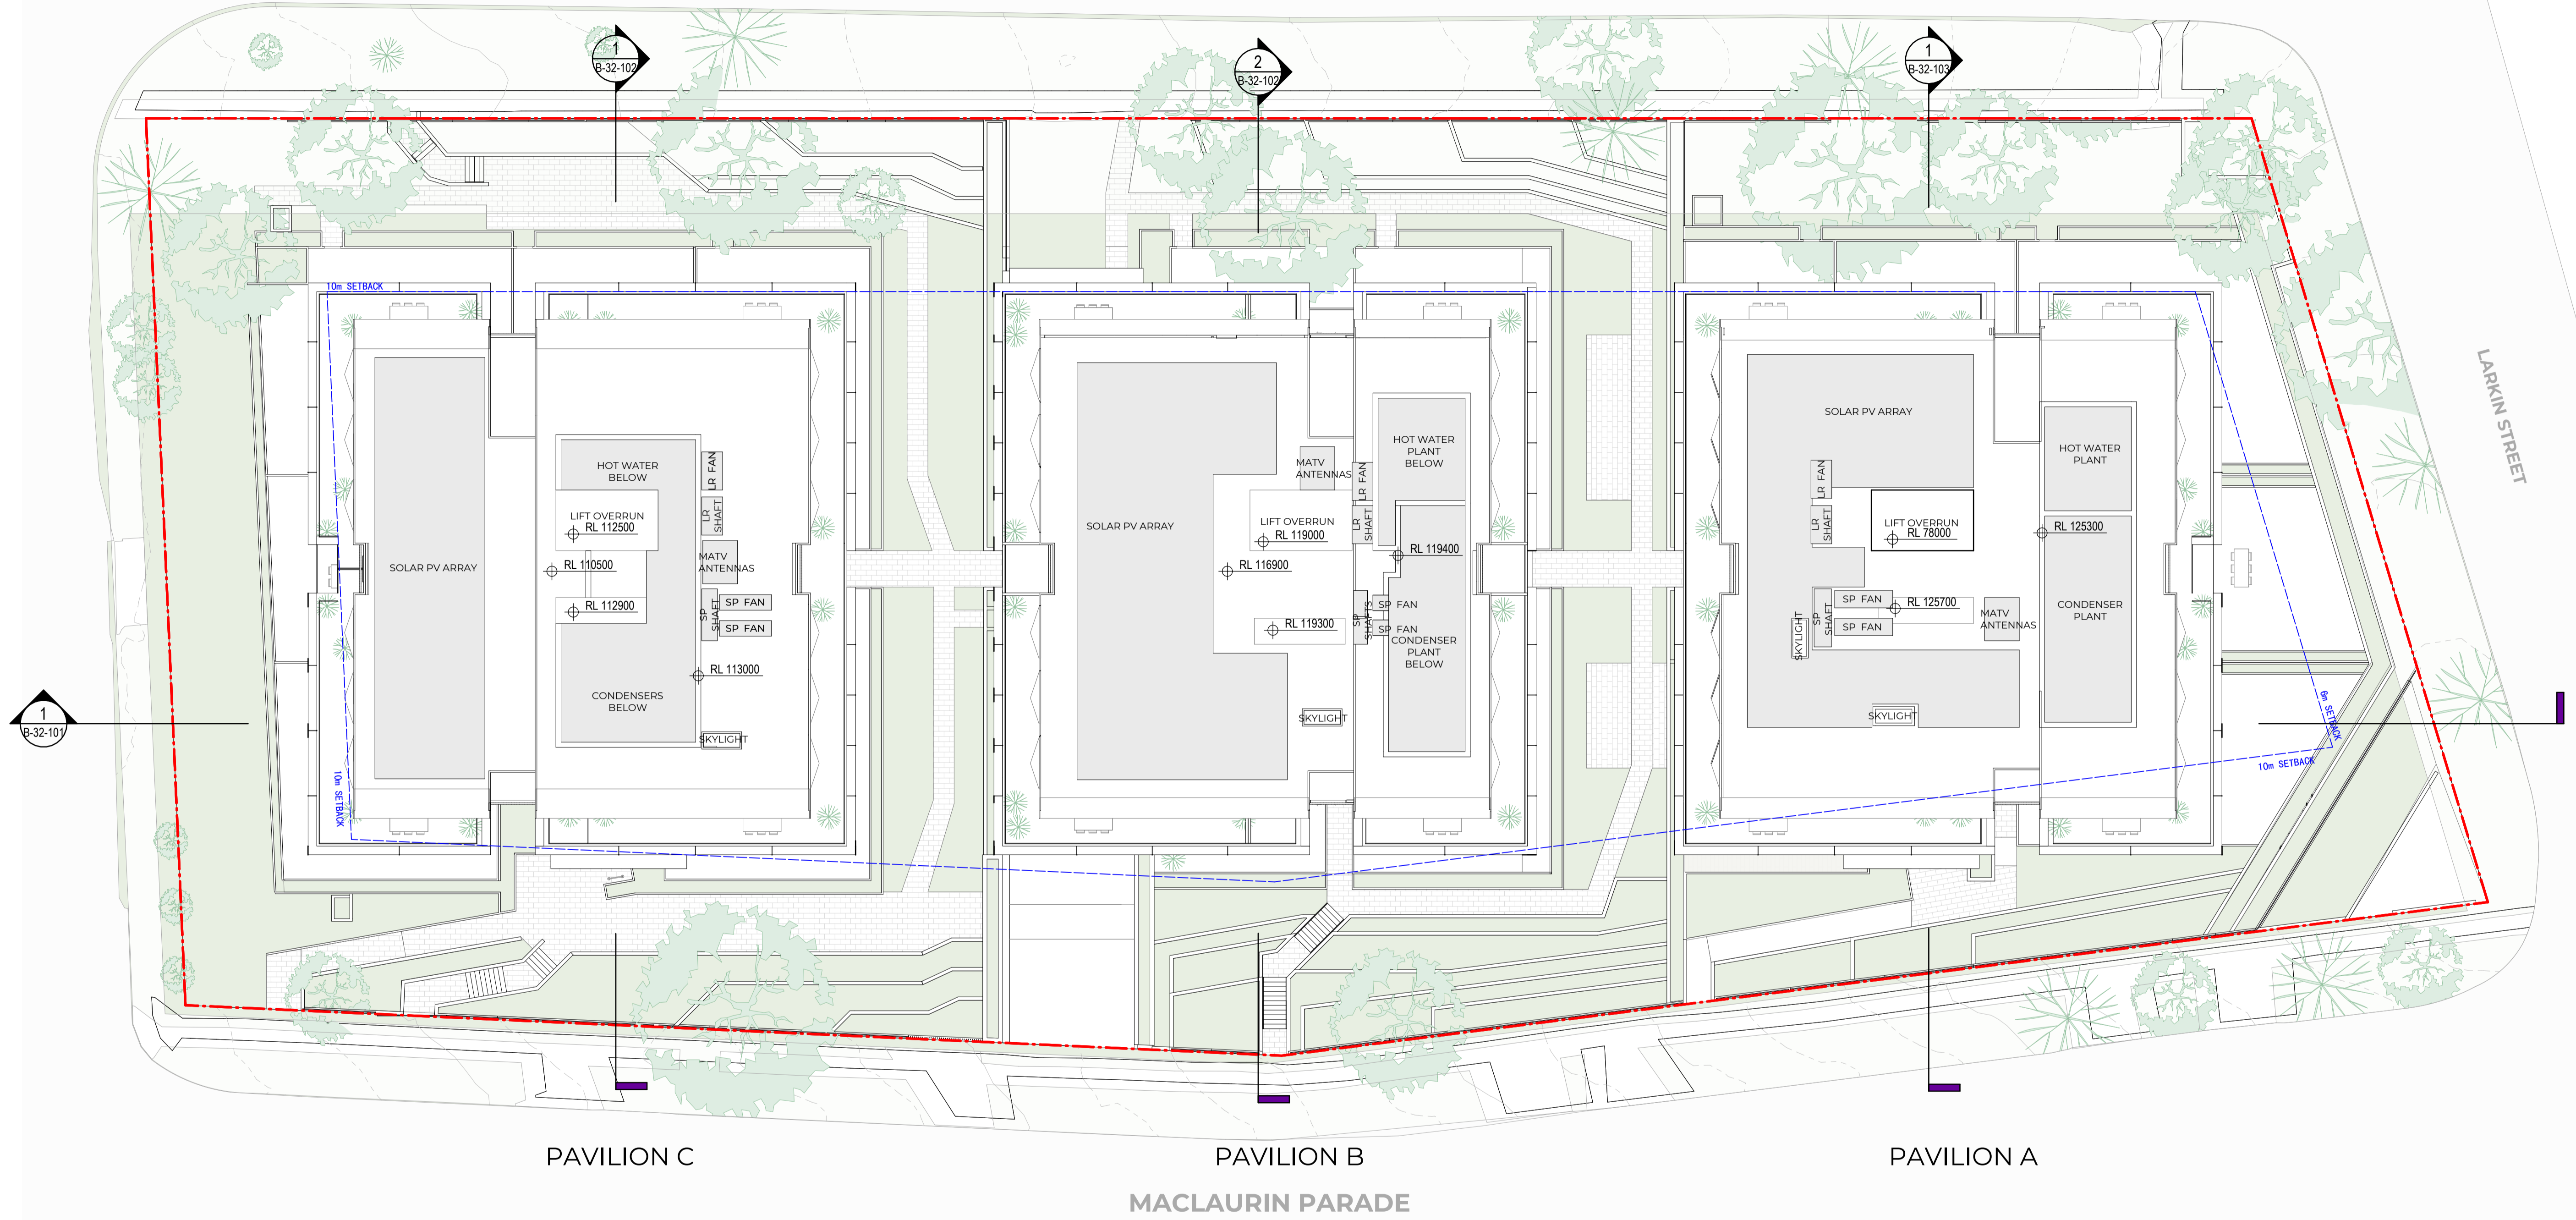 1
B-32-102
2
B-32-102
1
B-32-103
1
B-32-101
10m SETBACK
10m SETBACK
SOLAR PV ARRAY
HOT WATER
BELOW
LIFT OVERRUN
RL 112500
RL 110500
RL 112900
CONDENSERS
BELOW
LR FAN
LR
SHAFT
MATV
ANTENNAS
SP
SHAFT
SP FAN
SP FAN
RL 113000
SKYLIGHT
SOLAR PV ARRAY
MATV
ANTENNAS
LIFT OVERRUN
RL 119000
RL 116900
RL 119300
SKYLIGHT
LR FAN
LR
SHAFT
HOT WATER
PLANT
BELOW
RL 119400
SP
SHAFTS
SP FAN
SP FAN
CONDENSER
PLANT
BELOW
SOLAR PV ARRAY
LR FAN
LR
SHAFT
LIFT OVERRUN
RL 78000
SKYLIGHT
SP
SHAFT
SP FAN
SP FAN
RL 125700
MATV
ANTENNAS
SKYLIGHT
HOT WATER
PLANT
RL 125300
CONDENSER
PLANT
6m SETBACK
10m SETBACK
LARKIN STREET
PAVILION C
PAVILION B
PAVILION A
MACLAURIN PARADE